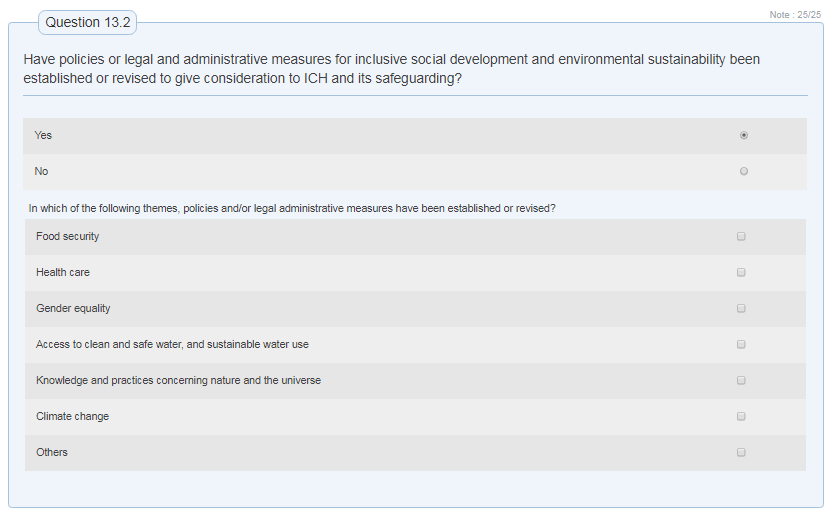 Note : 25/25
Question 13.2
Have policies or legal and administrative measures for inclusive social development and environmental sustainability been
established or revised to give consideration to ICH and its safeguarding?
Yes
No
In which of the following themes, policies and/or legal administrative measures have been established or revised?
Food security
Health care
Gender equality
Access to clean and safe water, and sustainable water use
Knowledge and practices concerning nature and the universe
Climate change
Others